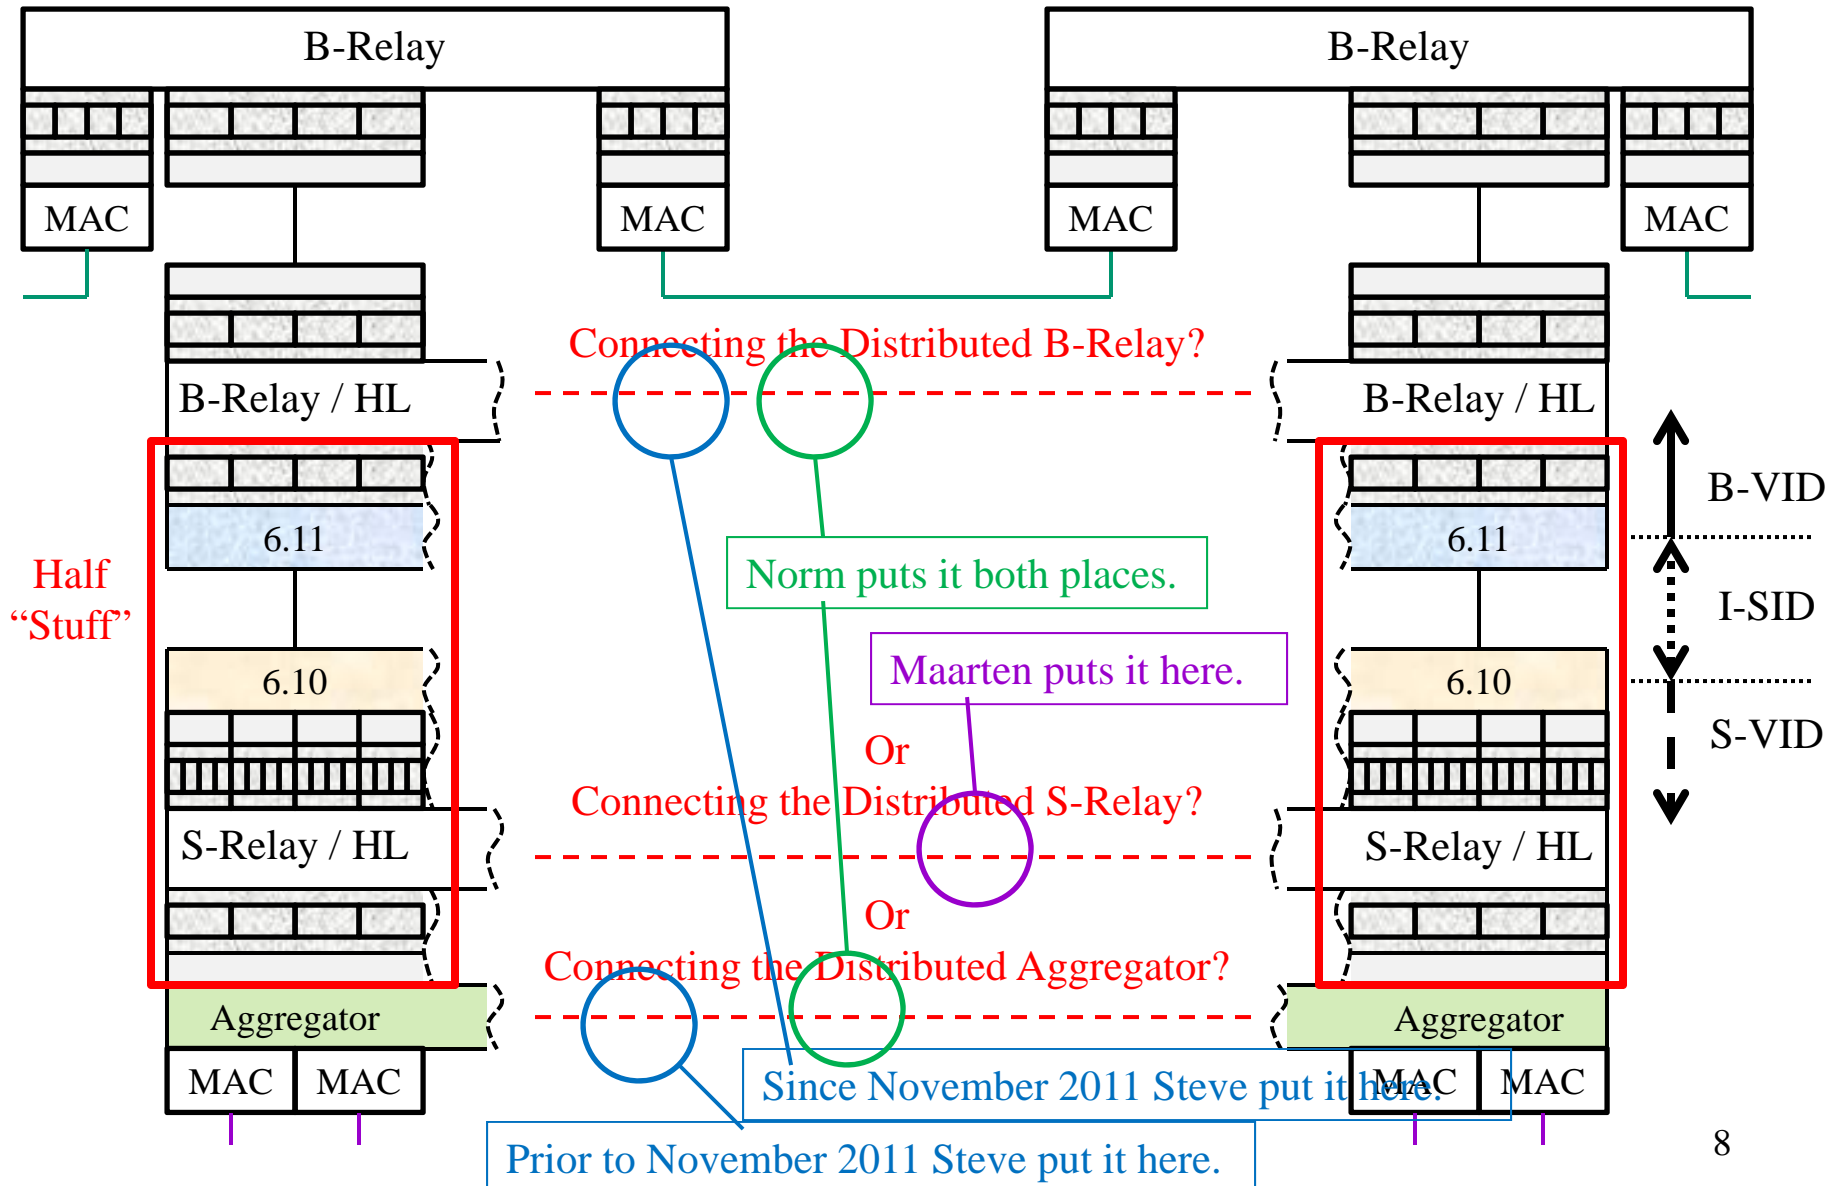 B-Relay
B-Relay
MAC
MAC
MAC
MAC
Connecting the Distributed B-Relay?
B-Relay / HL
B-Relay / HL
B-VID
6.11
6.11
Half
“Stuff”
Norm puts it both places.
I-SID
6.10
Maarten puts it here.
6.10
S-VID
Or
Connecting the Distributed S-Relay?
S-Relay / HL
S-Relay / HL
Or
Connecting the Distributed Aggregator?
Aggregator
Aggregator
MAC
MAC
Since November 2011 Steve put it here.
MAC
MAC
Prior to November 2011 Steve put it here.
8